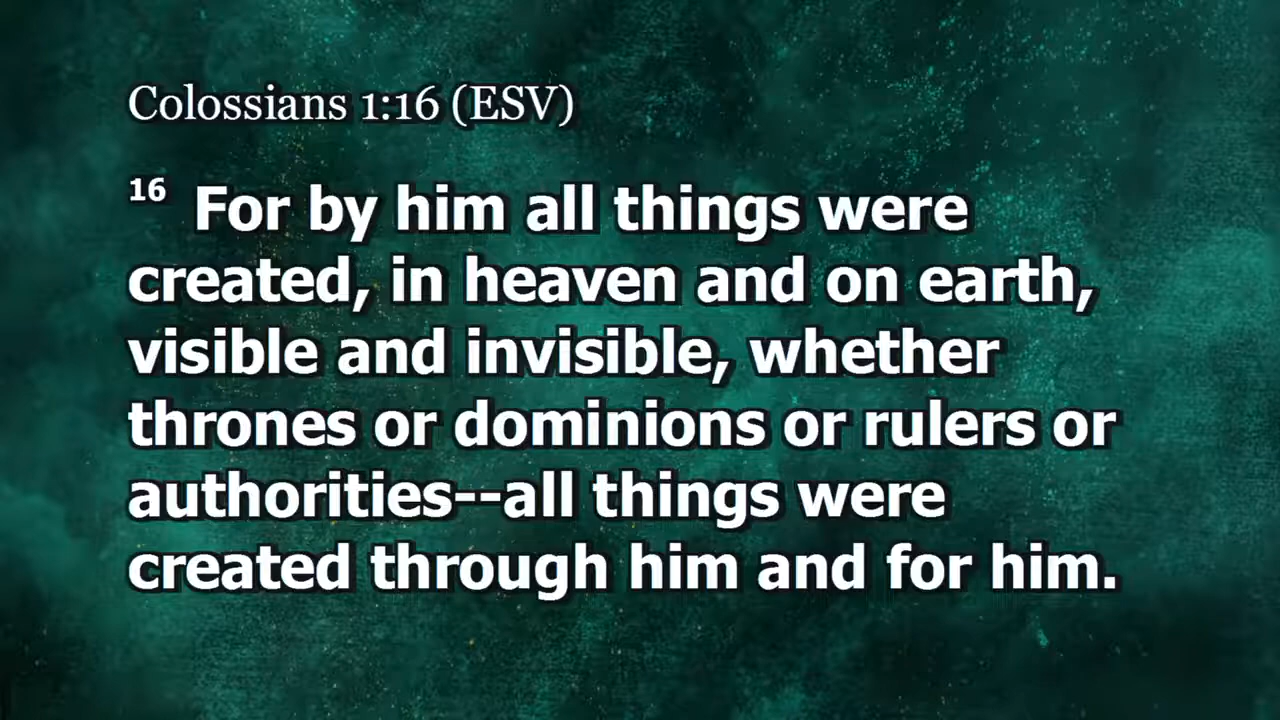 Colossians 1:16 (ESV)
16 For by him all things were
created, in heaven and on earth,
visible and invisible, whether
thrones or dominions or rulers or
authorities--all things were
created through him and for him.